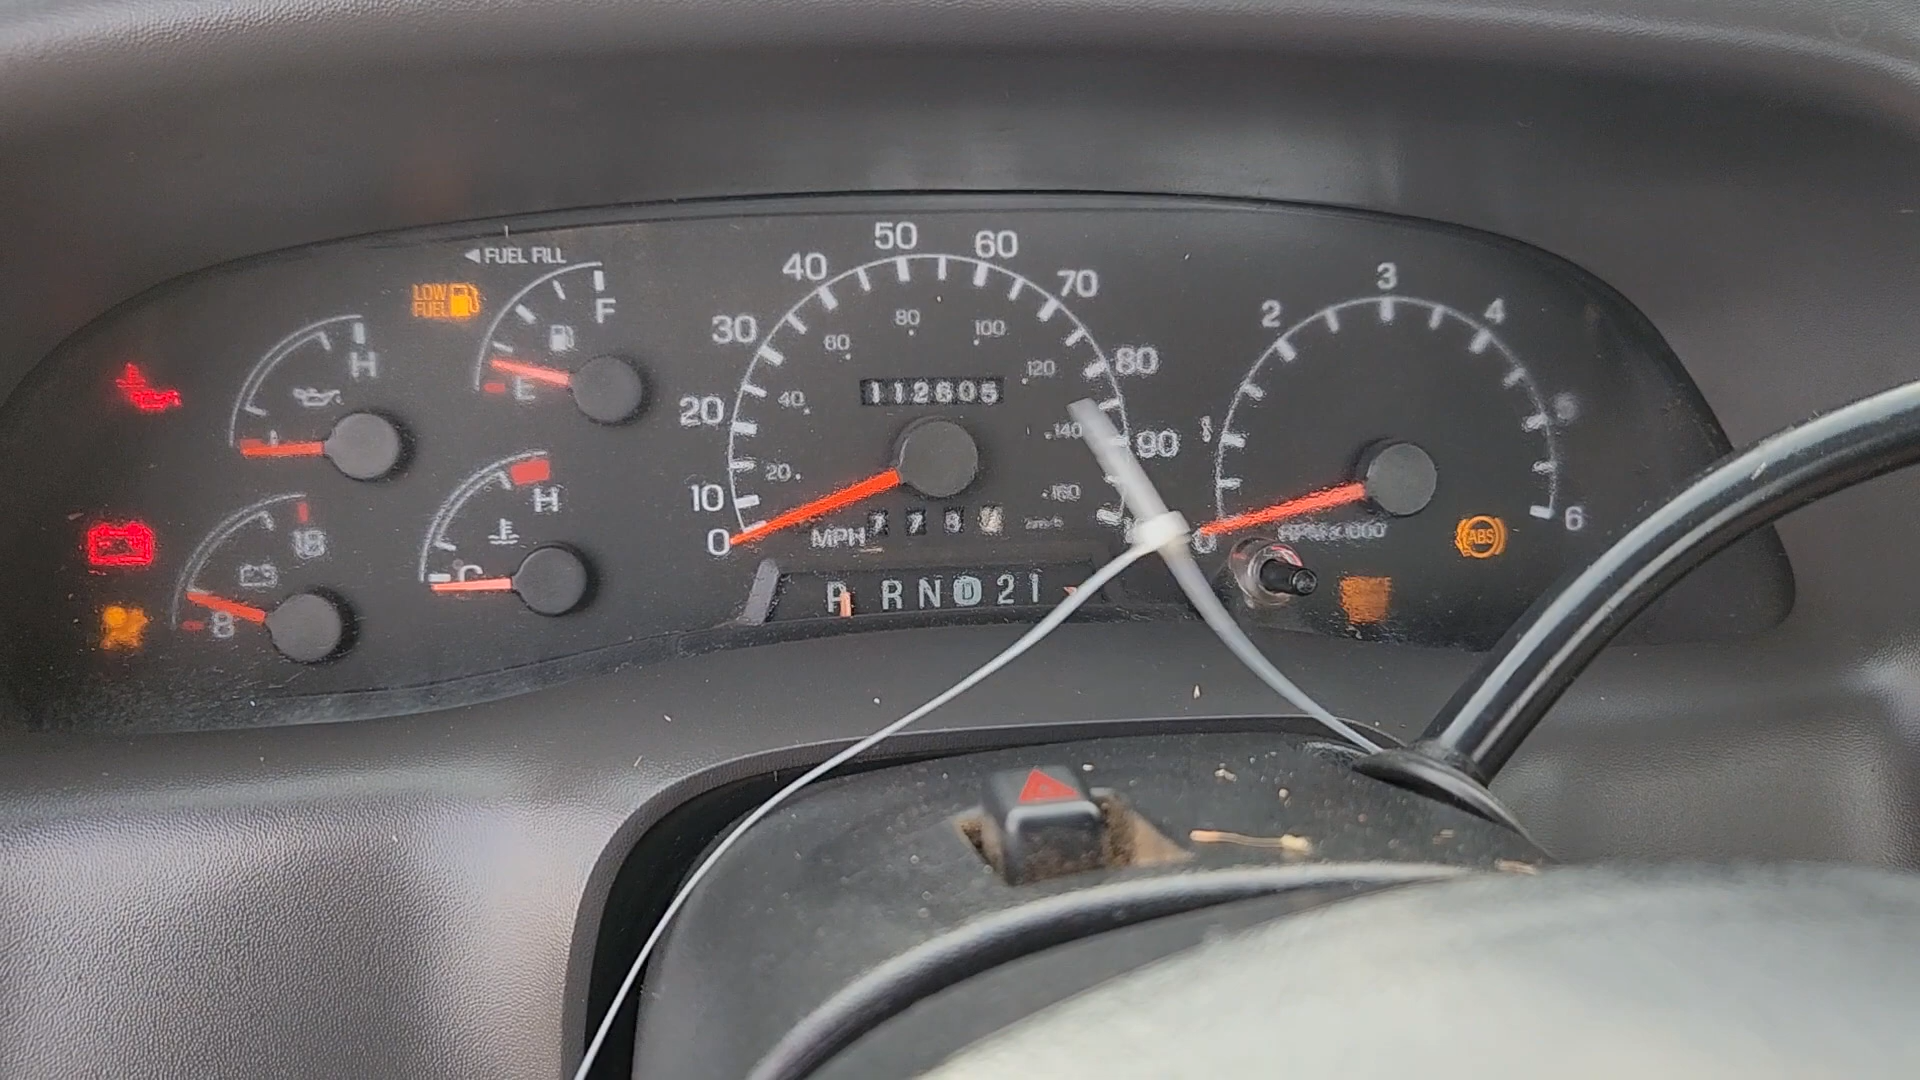 ◀ FUEL FILL
LOW
FUEL
F
E
H
L
H
C
18
8
0 10 20 30 40 50 60 70 80 90
20 40 60 80 100 120 140 160
112605
MPH
km/h
P R N D 2 1
0 1 2 3 4 5 6
RPM x 1000
ABS